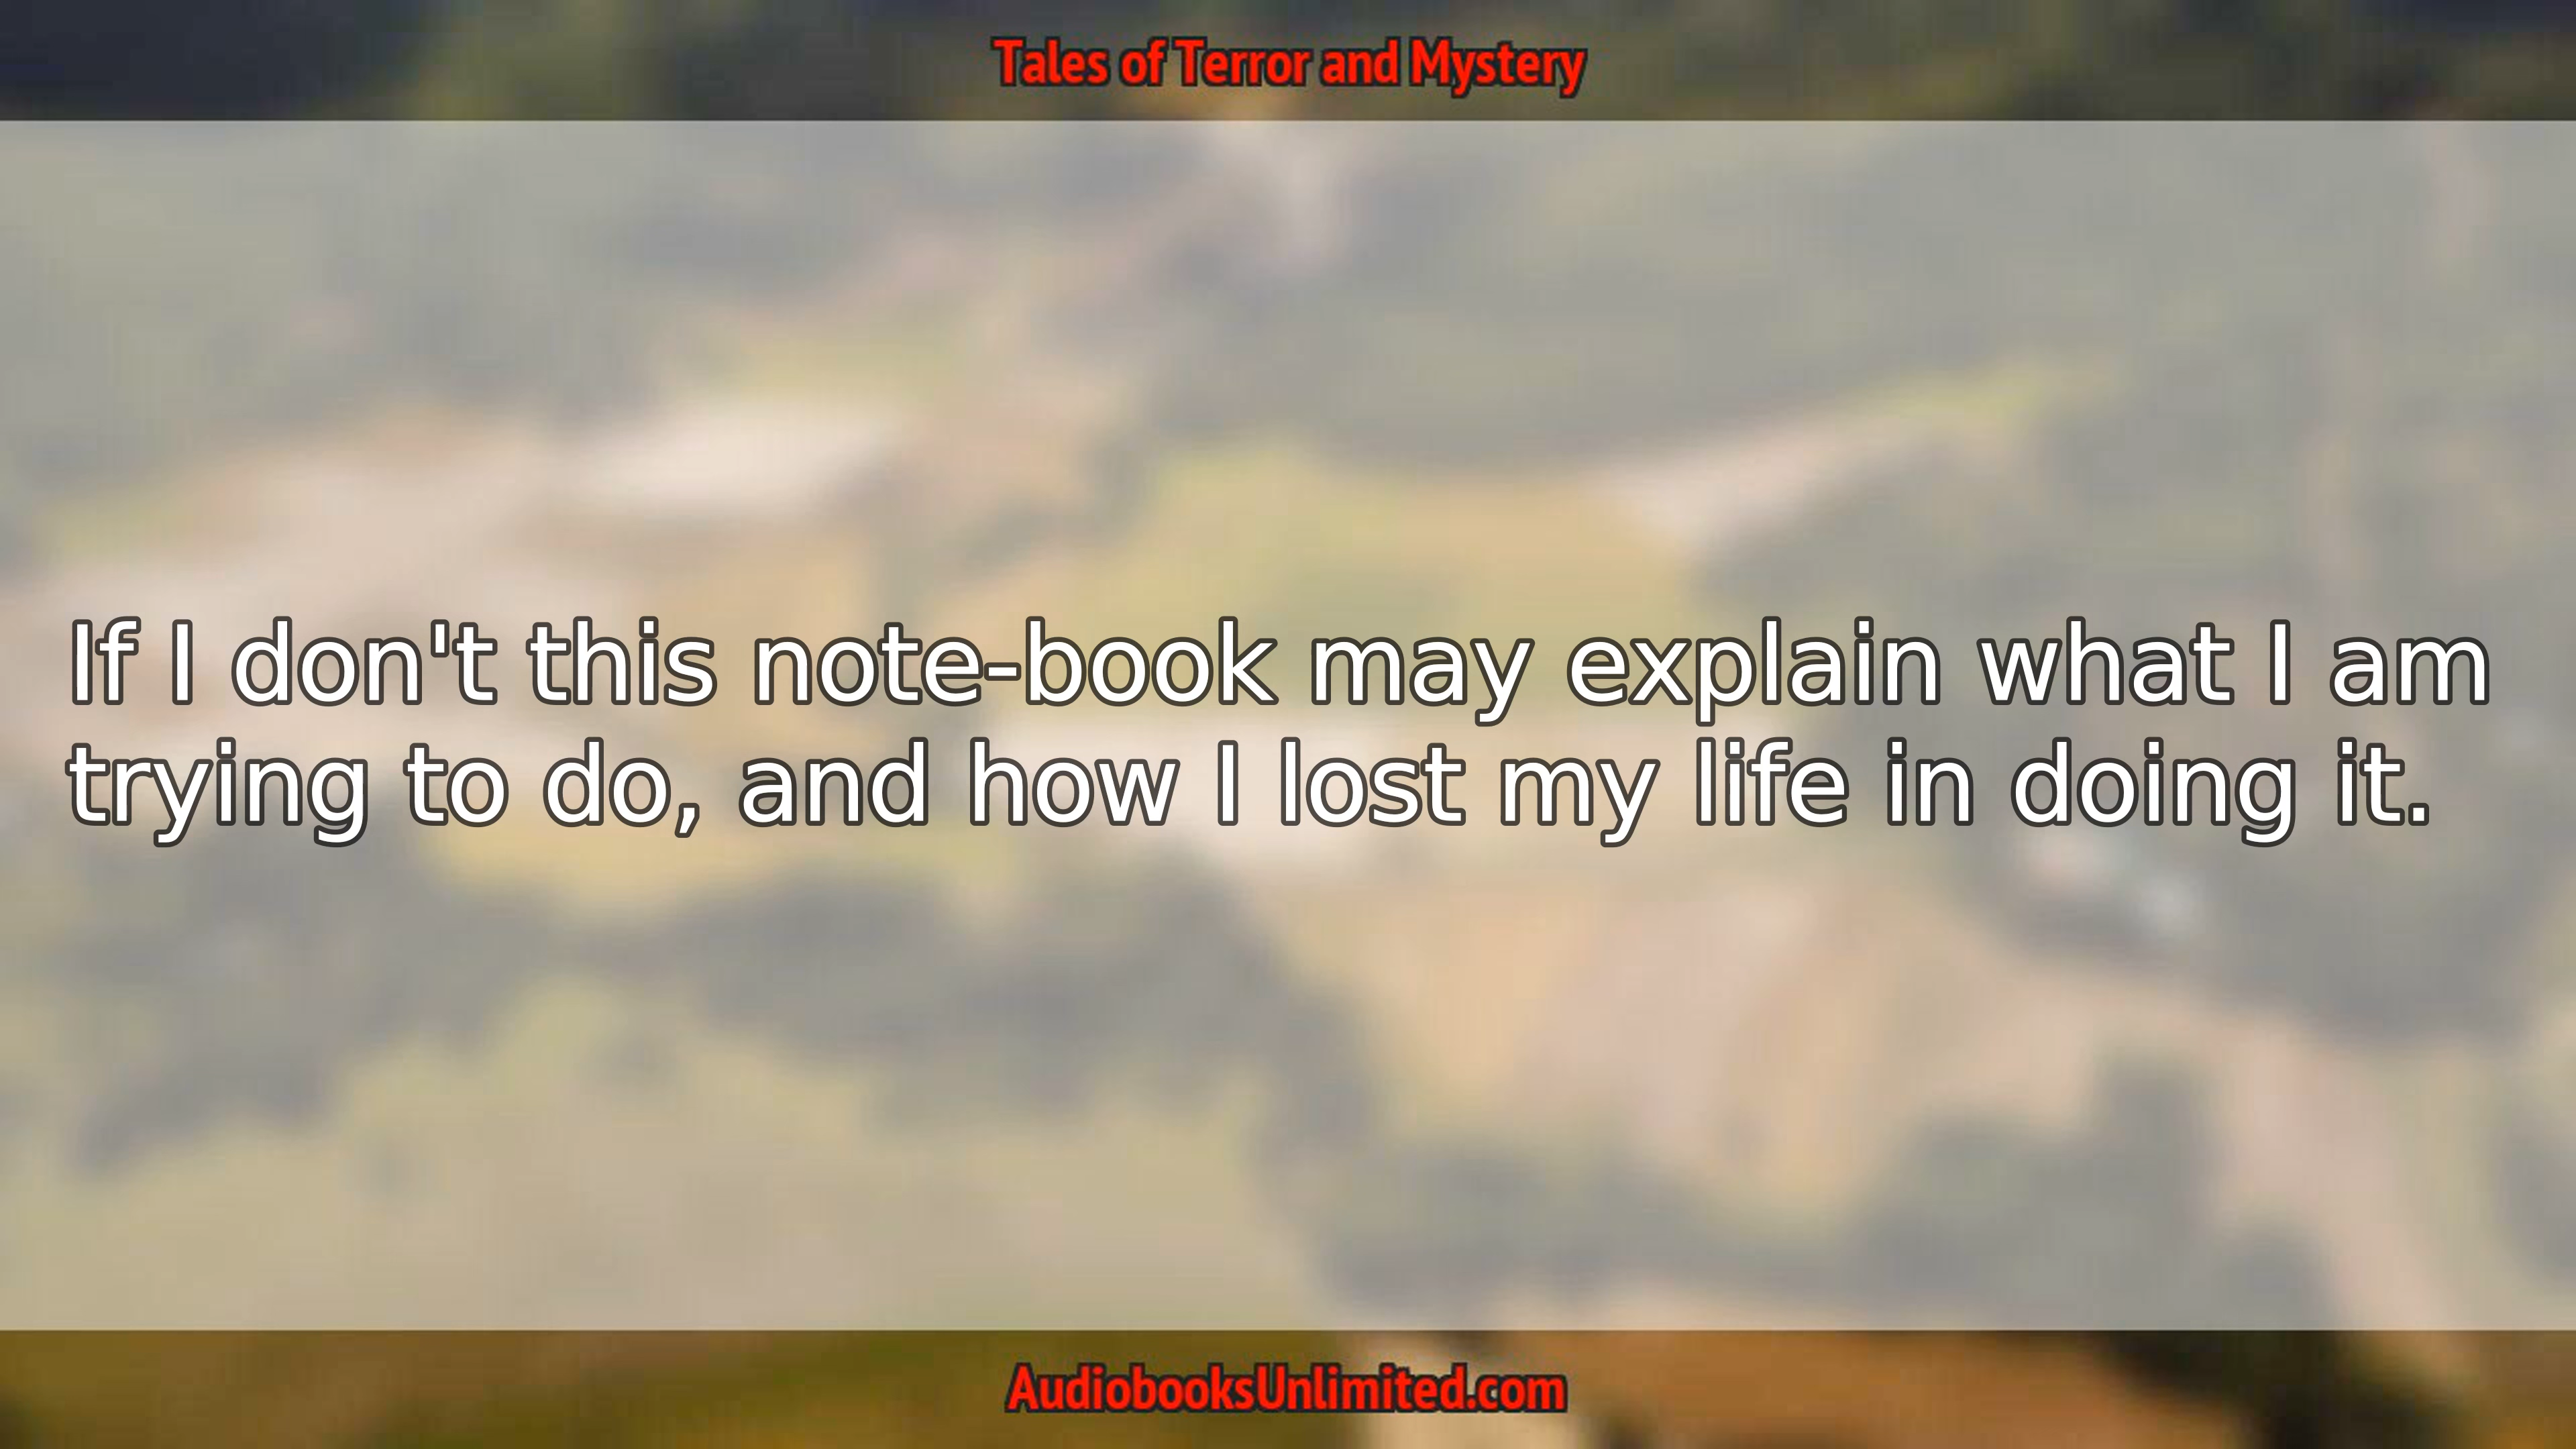 Tales of Terror and Mystery
If I don't this note-book may explain what I am
trying to do, and how I lost my life in doing it.
AudiobooksUnlimited.com